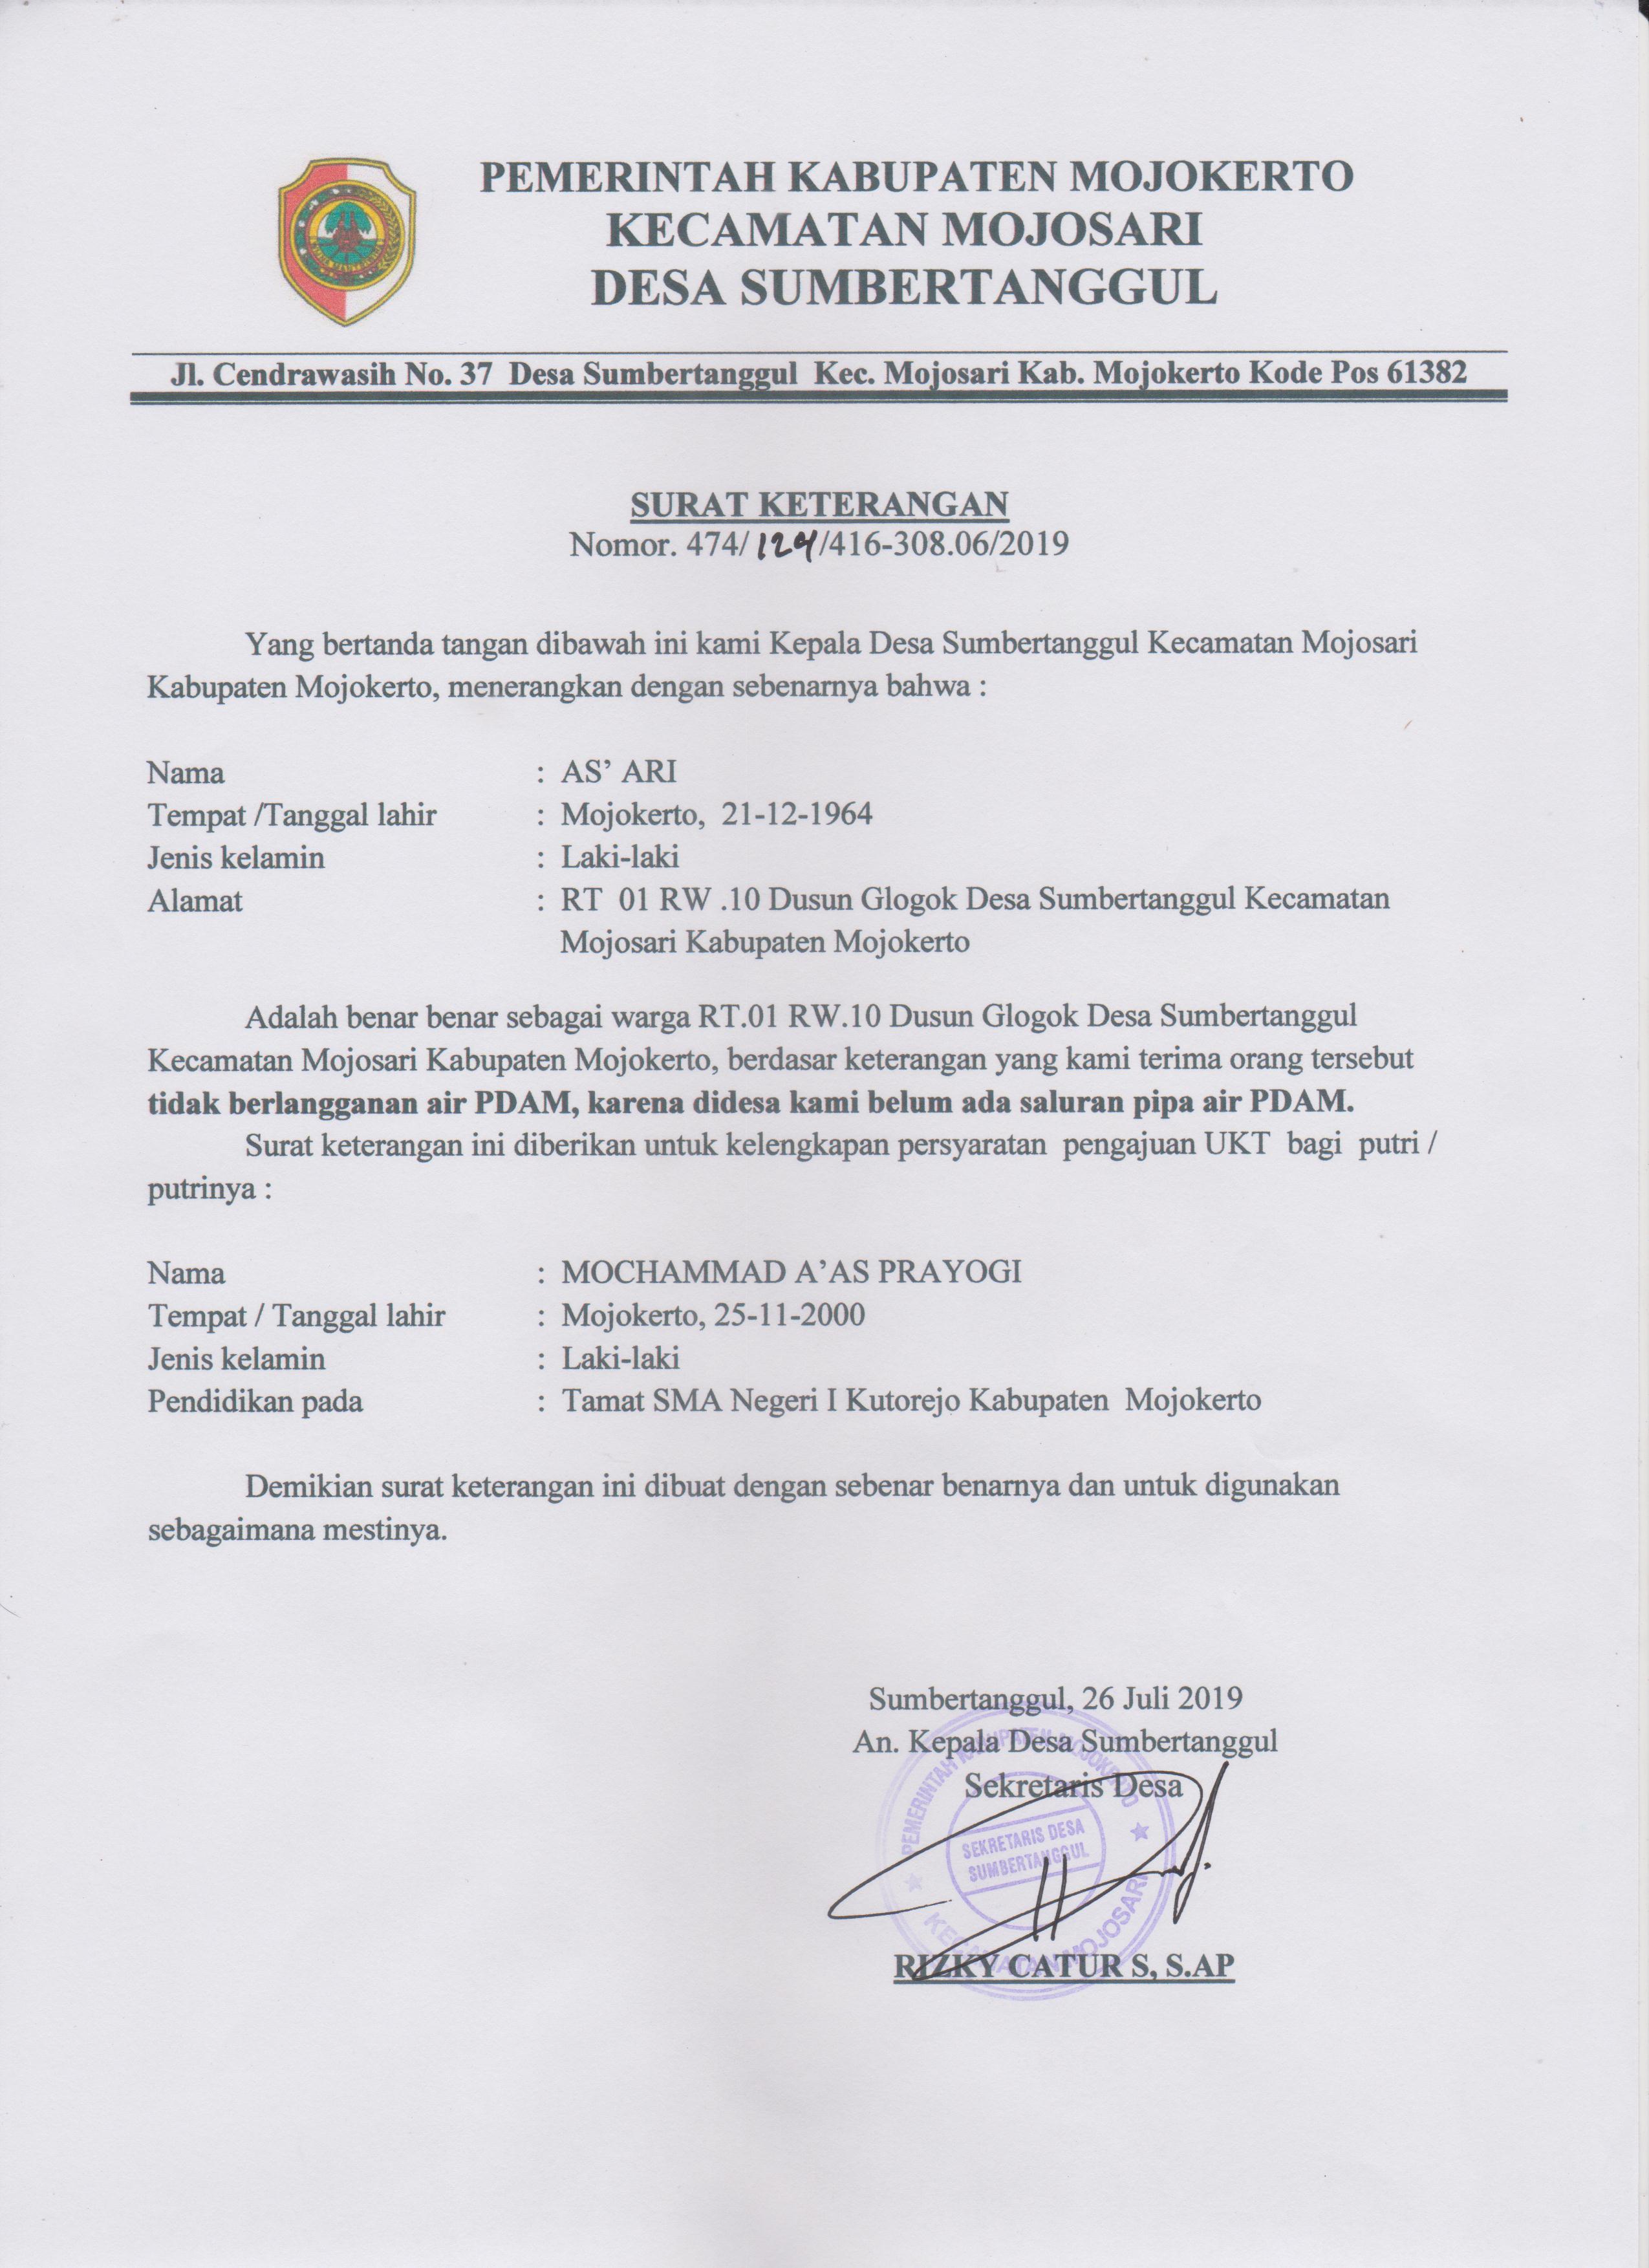 PEMERINTAH KABUPATEN MOJOKERTO
KECAMATAN MOJOSARI
DESA SUMBERTANGGUL
Jl. Cendrawasih No. 37 Desa Sumbertanggul Kec. Mojosari Kab. Mojokerto Kode Pos 61382
SURAT KETERANGAN
Nomor. 474/ 124/416-308.06/2019
Yang bertanda tangan dibawah ini kami Kepala Desa Sumbertanggul Kecamatan Mojosari
Kabupaten Mojokerto, menerangkan dengan sebenarnya bahwa :
Nama : AS’ ARI
Tempat /Tanggal lahir : Mojokerto, 21-12-1964
Jenis kelamin : Laki-laki
Alamat : RT 01 RW .10 Dusun Glogok Desa Sumbertanggul Kecamatan
Mojosari Kabupaten Mojokerto
Adalah benar benar sebagai warga RT.01 RW.10 Dusun Glogok Desa Sumbertanggul
Kecamatan Mojosari Kabupaten Mojokerto, berdasar keterangan yang kami terima orang tersebut
tidak berlangganan air PDAM, karena didesa kami belum ada saluran pipa air PDAM.
Surat keterangan ini diberikan untuk kelengkapan persyaratan pengajuan UKT bagi putri /
putrinya :
Nama : MOCHAMMAD A’AS PRAYOGI
Tempat / Tanggal lahir : Mojokerto, 25-11-2000
Jenis kelamin : Laki-laki
Pendidikan pada : Tamat SMA Negeri I Kutorejo Kabupaten Mojokerto
Demikian surat keterangan ini dibuat dengan sebenar benarnya dan untuk digunakan
sebagaimana mestinya.
Sumbertanggul, 26 Juli 2019
An. Kepala Desa Sumbertanggul
Sekretaris Desa
PEMERINTAH KABUPATEN MOJOKERTO
SEKRETARIS DESA
SUMBERTANGGUL
KECAMATAN MOJOSARI
RIZKY CATUR S, S.AP